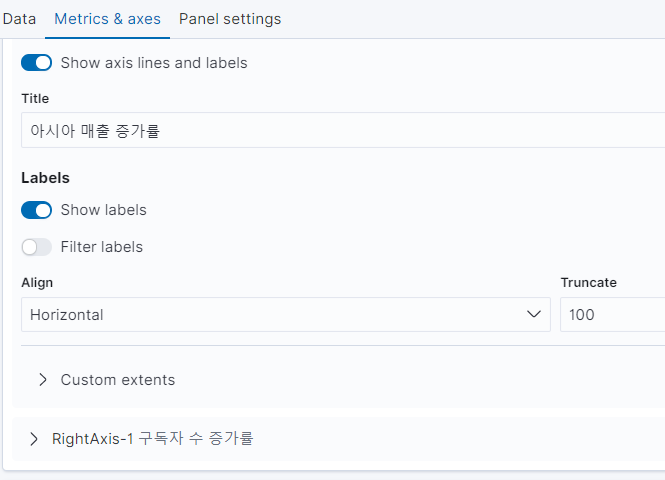 Data Metrics & axes Panel settings
Show axis lines and labels
Title
아시아 매출 증가률
Labels
Show labels
Filter labels
Align Truncate
Horizontal 100
Custom extents
RightAxis-1 구독자 수 증가률